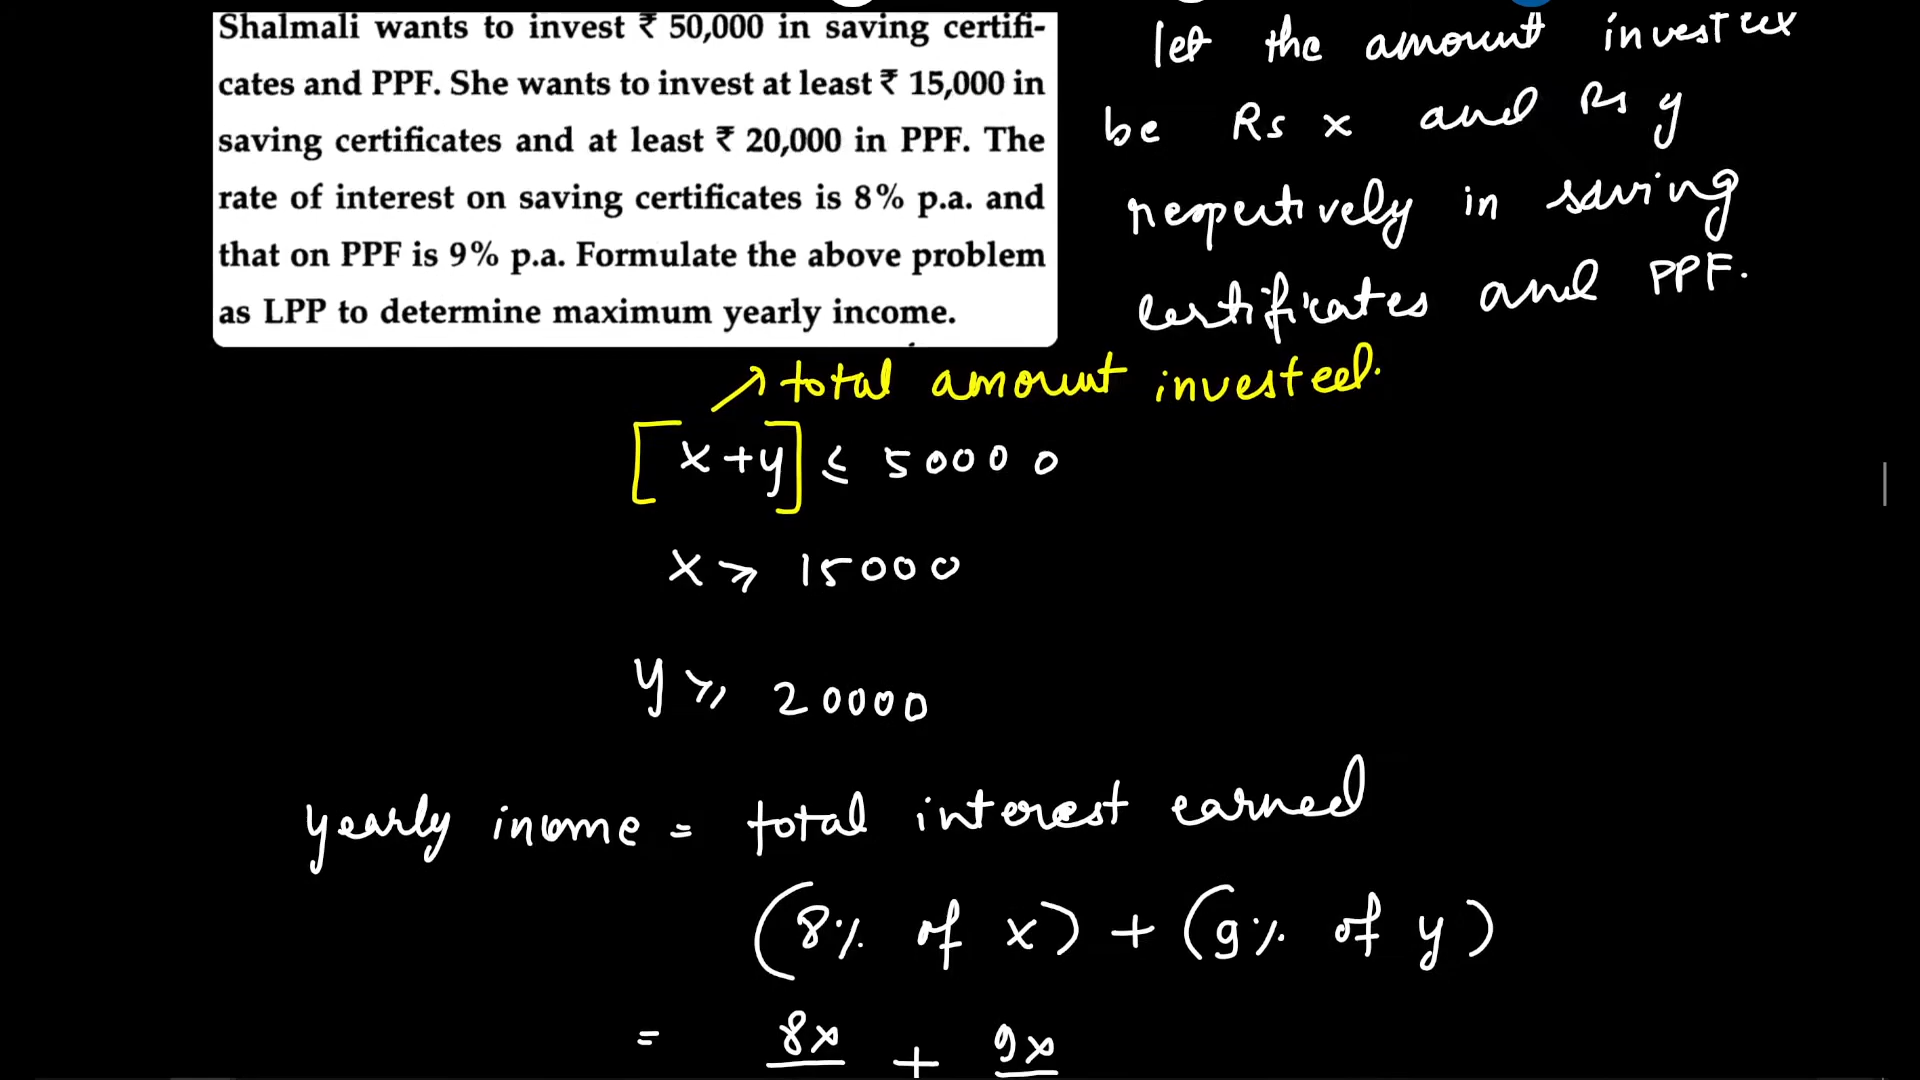 Shalmali wants to invest ₹ 50,000 in saving certifi-
cates and PPF. She wants to invest at least ₹ 15,000 in
saving certificates and at least ₹ 20,000 in PPF. The
rate of interest on saving certificates is 8% p.a. and
that on PPF is 9% p.a. Formulate the above problem
as LPP to determine maximum yearly income.
let the amount invested
be Rs x and Rs y
respectively in saving
certificates and PPF.
→ total amount invested.
[x+y] ≤ 50000
x ≥ 15000
y ≥ 20000
yearly income = total interest earned
(8% of x) + (9% of y)
= 8x + 9x